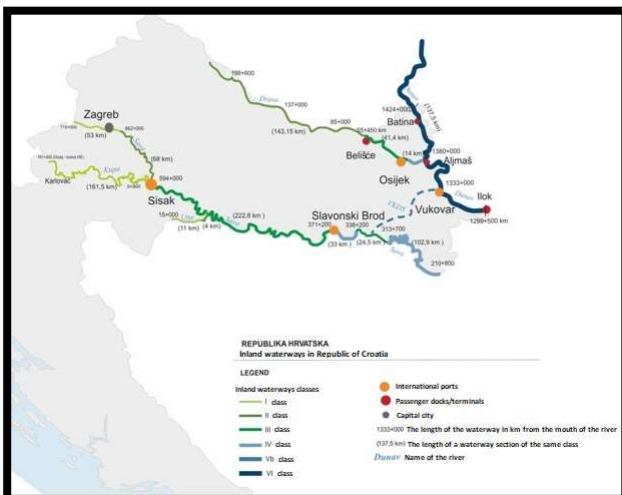 198+600
Drava
137+000
(143,15 km)
85+000
55+450 km
(41,4 km)
Belišće
(14 km)
Osijek
1424+000
(137,5 km)
Batina
1380+000
Aljmaš
1333+000
Dunav
Ilok
1298+500 km
Vukovar
Zagreb
(53 km)
Sava
(68 km)
Kupa
Karlovac
(161,5 km)
594+000
Sisak
15+000
Una
(11 km)
(4 km)
Sava
(222,8 km )
Slavonski Brod
371+200
338+200
(33 km)
(24,5 km)
313+700
(102,9 km )
Sava
210+800
REPUBLIKA HRVATSKA
Inland waterways in Republic of Croatia
LEGEND
Inland waterways classes
I class
II class
III class
IV class
Vb class
VI class
International ports
Passenger docks/terminals
Capital city
1333+000 The length of the waterway in km from the mouth of the river
(137,5 km) The length of a waterway section of the same class
Dunav Name of the river